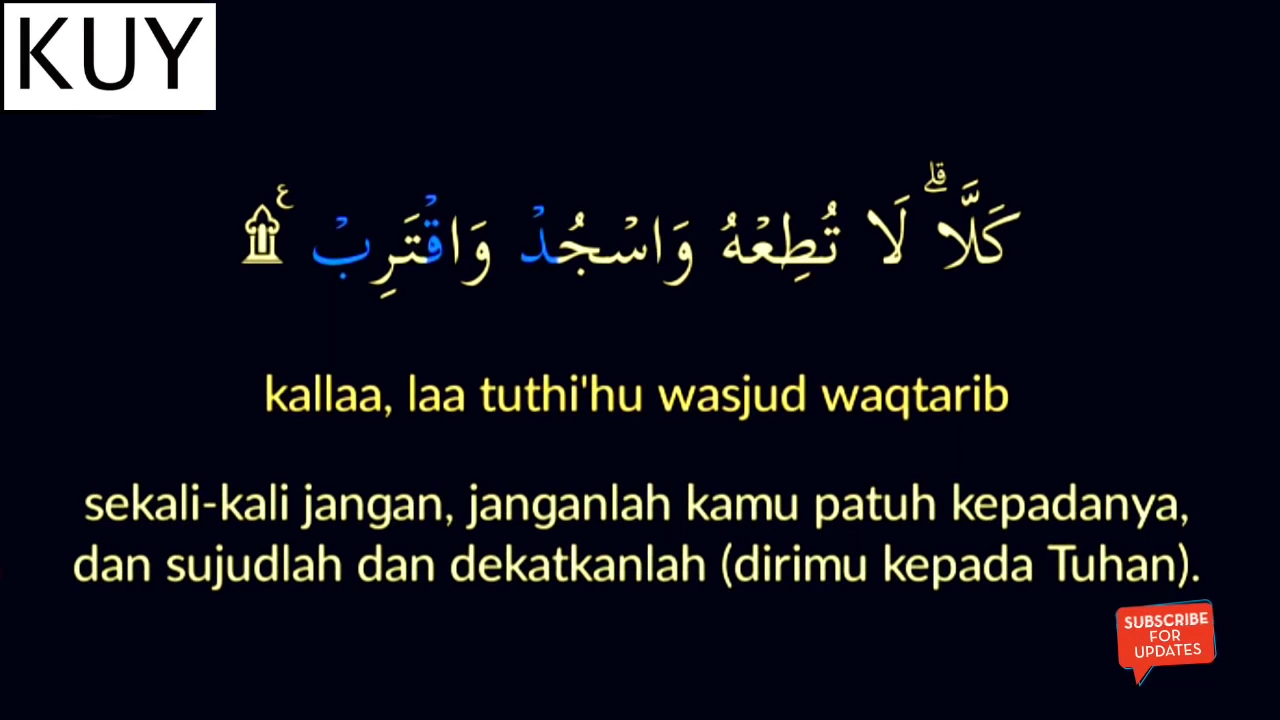 KUY
كَلَّاۗ لَا تُطِعْهُ وَاسْجُدْ وَاقْتَرِبْ ۩ ࣖ
kallaa, laa tuthi'hu wasjud waqtarib
sekali-kali jangan, janganlah kamu patuh kepadanya,
dan sujudlah dan dekatkanlah (dirimu kepada Tuhan).
SUBSCRIBE
FOR
UPDATES